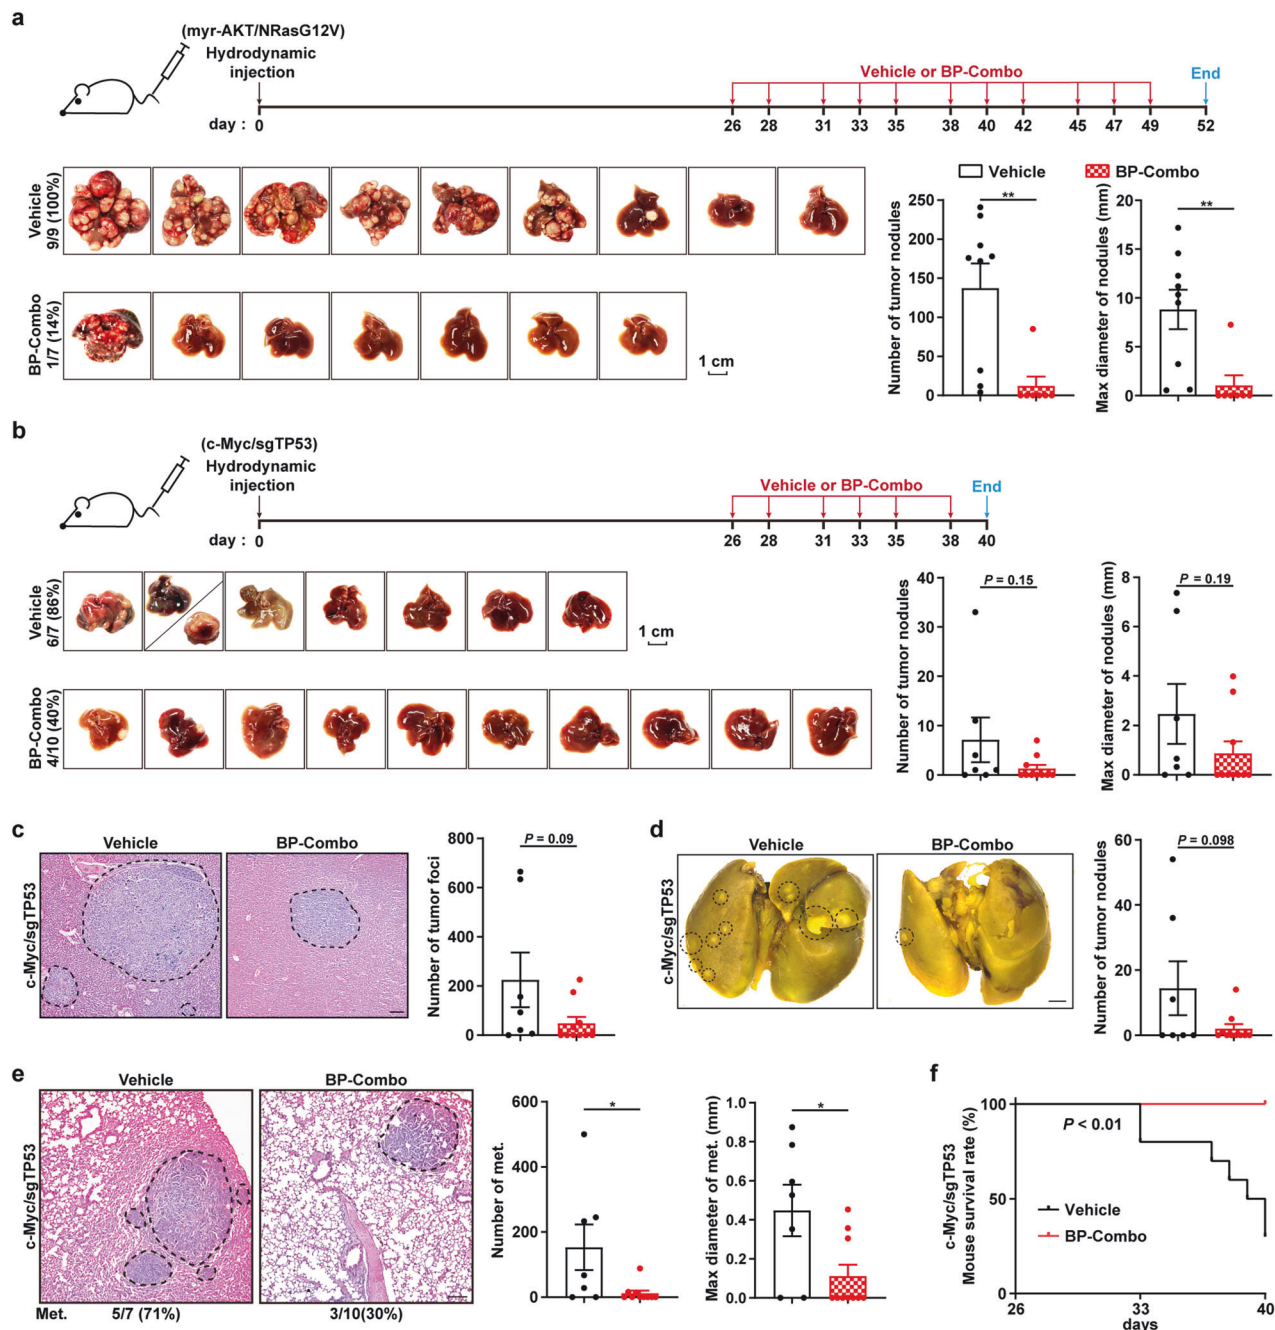 a
(myr-AKT/NRasG12V)
Hydrodynamic
injection
Vehicle or BP-Combo
End
day : 0 26 28 31 33 35 38 40 42 45 47 49 52
Vehicle
9/9 (100%)
BP-Combo
1/7 (14%)
1 cm
Vehicle BP-Combo
Number of tumor nodules
250
200
150
100
50
0
**
Max diameter of nodules (mm)
20
15
10
5
0
**
b
(c-Myc/sgTP53)
Hydrodynamic
injection
Vehicle or BP-Combo
End
day : 0 26 28 31 33 35 38 40
Vehicle
6/7 (86%)
1 cm
BP-Combo
4/10 (40%)
Number of tumor nodules
40
30
20
10
0
P = 0.15
Max diameter of nodules (mm)
8
6
4
2
0
P = 0.19
c
Vehicle BP-Combo
c-Myc/sgTP53
Number of tumor foci
800
600
400
200
0
P = 0.09
d
Vehicle BP-Combo
c-Myc/sgTP53
Number of tumor nodules
60
40
20
0
P = 0.098
e
Vehicle BP-Combo
c-Myc/sgTP53
Met. 5/7 (71%) 3/10(30%)
Number of met.
600
400
200
0
*
Max diameter of met. (mm)
1.0
0.8
0.6
0.4
0.2
0.0
*
f
c-Myc/sgTP53
Mouse survival rate (%)
100
50
0
P < 0.01
Vehicle
BP-Combo
26 33 40
days